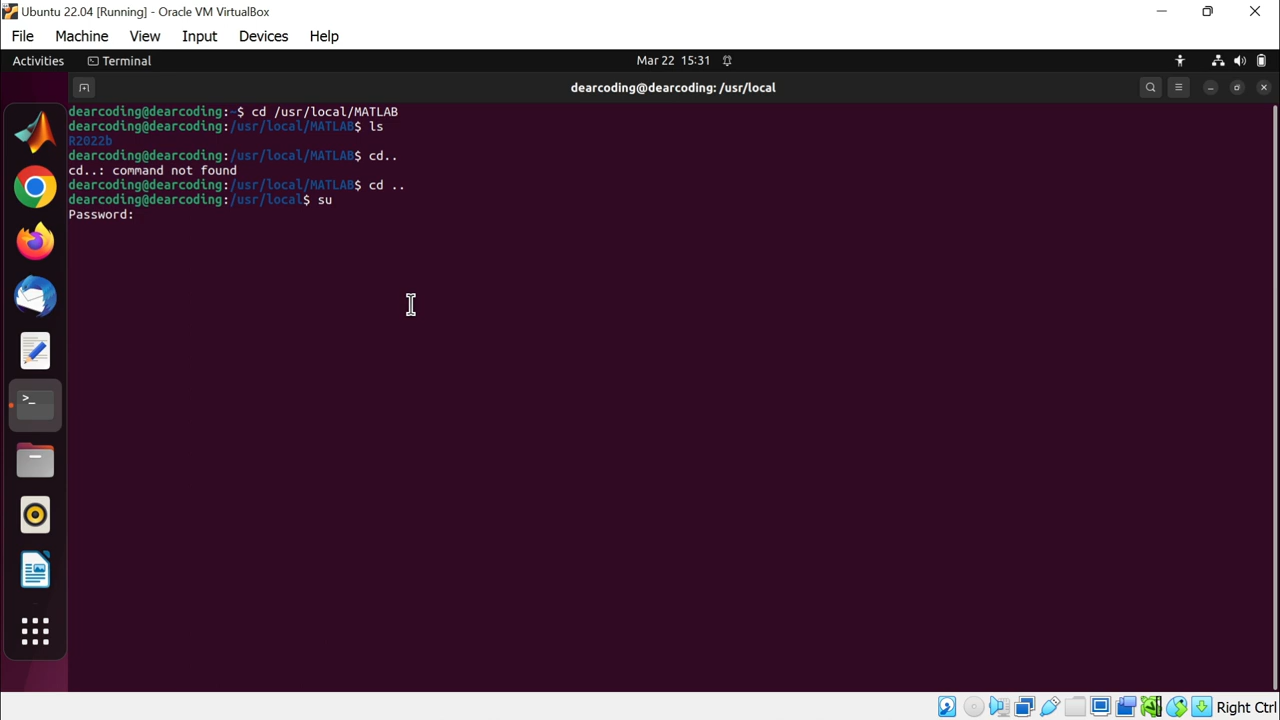 Ubuntu 22.04 [Running] - Oracle VM VirtualBox
File Machine View Input Devices Help
Activities Terminal Mar 22 15:31
dearcoding@dearcoding: /usr/local
dearcoding@dearcoding:~$ cd /usr/local/MATLAB
dearcoding@dearcoding:/usr/local/MATLAB$ ls
R2022b
dearcoding@dearcoding:/usr/local/MATLAB$ cd..
cd..: command not found
dearcoding@dearcoding:/usr/local/MATLAB$ cd ..
dearcoding@dearcoding:/usr/local$ su
Password:
>_
Right Ctrl